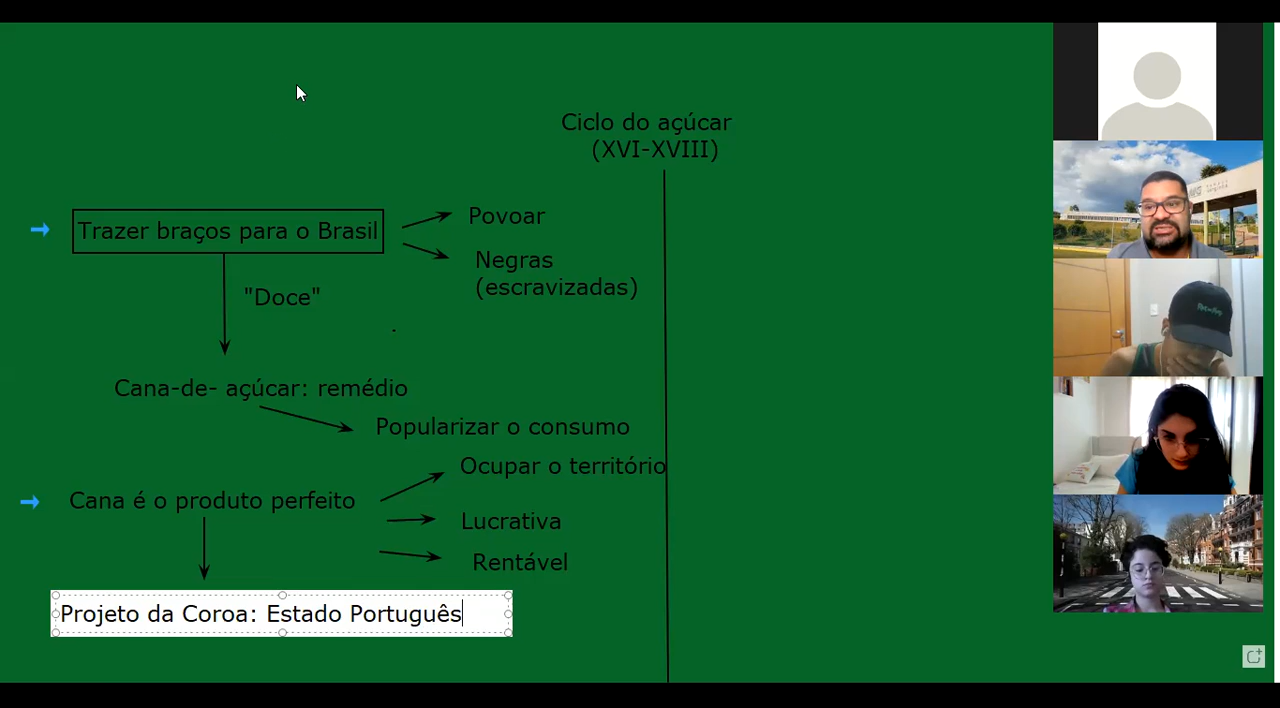 Ciclo do açúcar
(XVI-XVIII)
Trazer braços para o Brasil
Povoar
Negras
(escravizadas)
"Doce"
Cana-de- açúcar: remédio
Popularizar o consumo
Ocupar o território
Cana é o produto perfeito
Lucrativa
Rentável
Projeto da Coroa: Estado Português